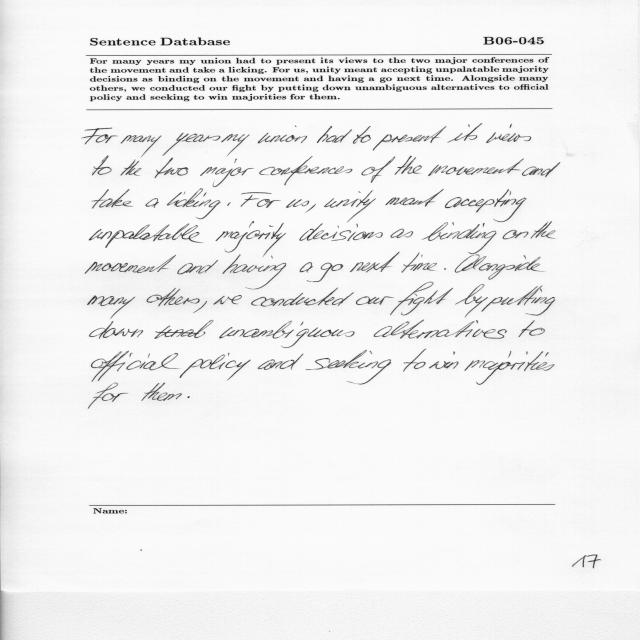 Sentence Database B06-045
For many years my union had to present its views to the two major conferences of
the movement and take a licking. For us, unity meant accepting unpalatable majority
decisions as binding on the movement and having a go next time. Alongside many
others, we conducted our fight by putting down unambiguous alternatives to official
policy and seeking to win majorities for them.
For many years my union had to present its views
to the two major conferences of the movement and
take a licking. For us, unity meant accepting
unpalatable majority decisions as binding on the
movement and having a go next time. Alongside
many others, we conducted our fight by putting
down unambiguous alternatives to
official policy and seeking to win majorities
for them.
Name:
17